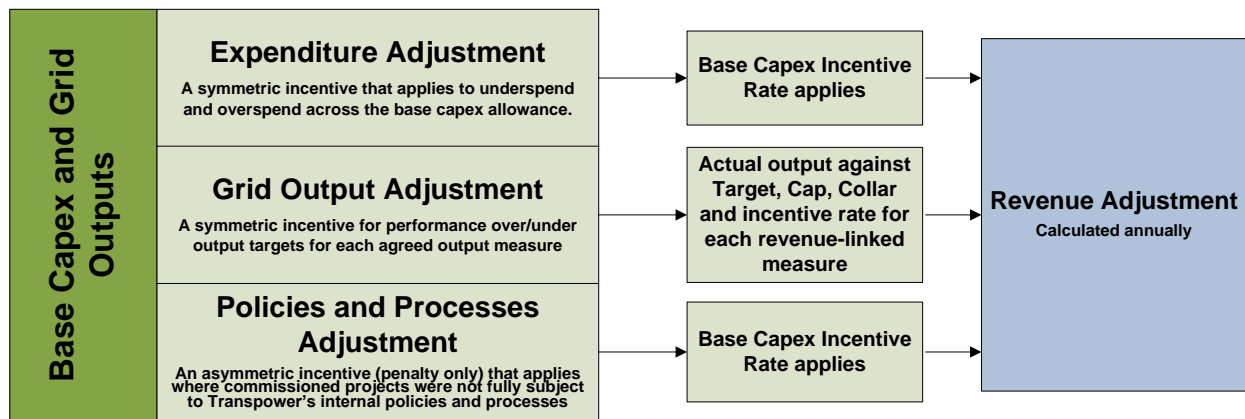 Base Capex and Grid
Outputs
Expenditure Adjustment
A symmetric incentive that applies to underspend
and overspend across the base capex allowance.
Base Capex Incentive
Rate applies
Grid Output Adjustment
A symmetric incentive for performance over/under
output targets for each agreed output measure
Actual output against
Target, Cap, Collar
and incentive rate for
each revenue-linked
measure
Policies and Processes
Adjustment
An asymmetric incentive (penalty only) that applies
where commissioned projects were not fully subject
to Transpower's internal policies and processes
Base Capex Incentive
Rate applies
Revenue Adjustment
Calculated annually